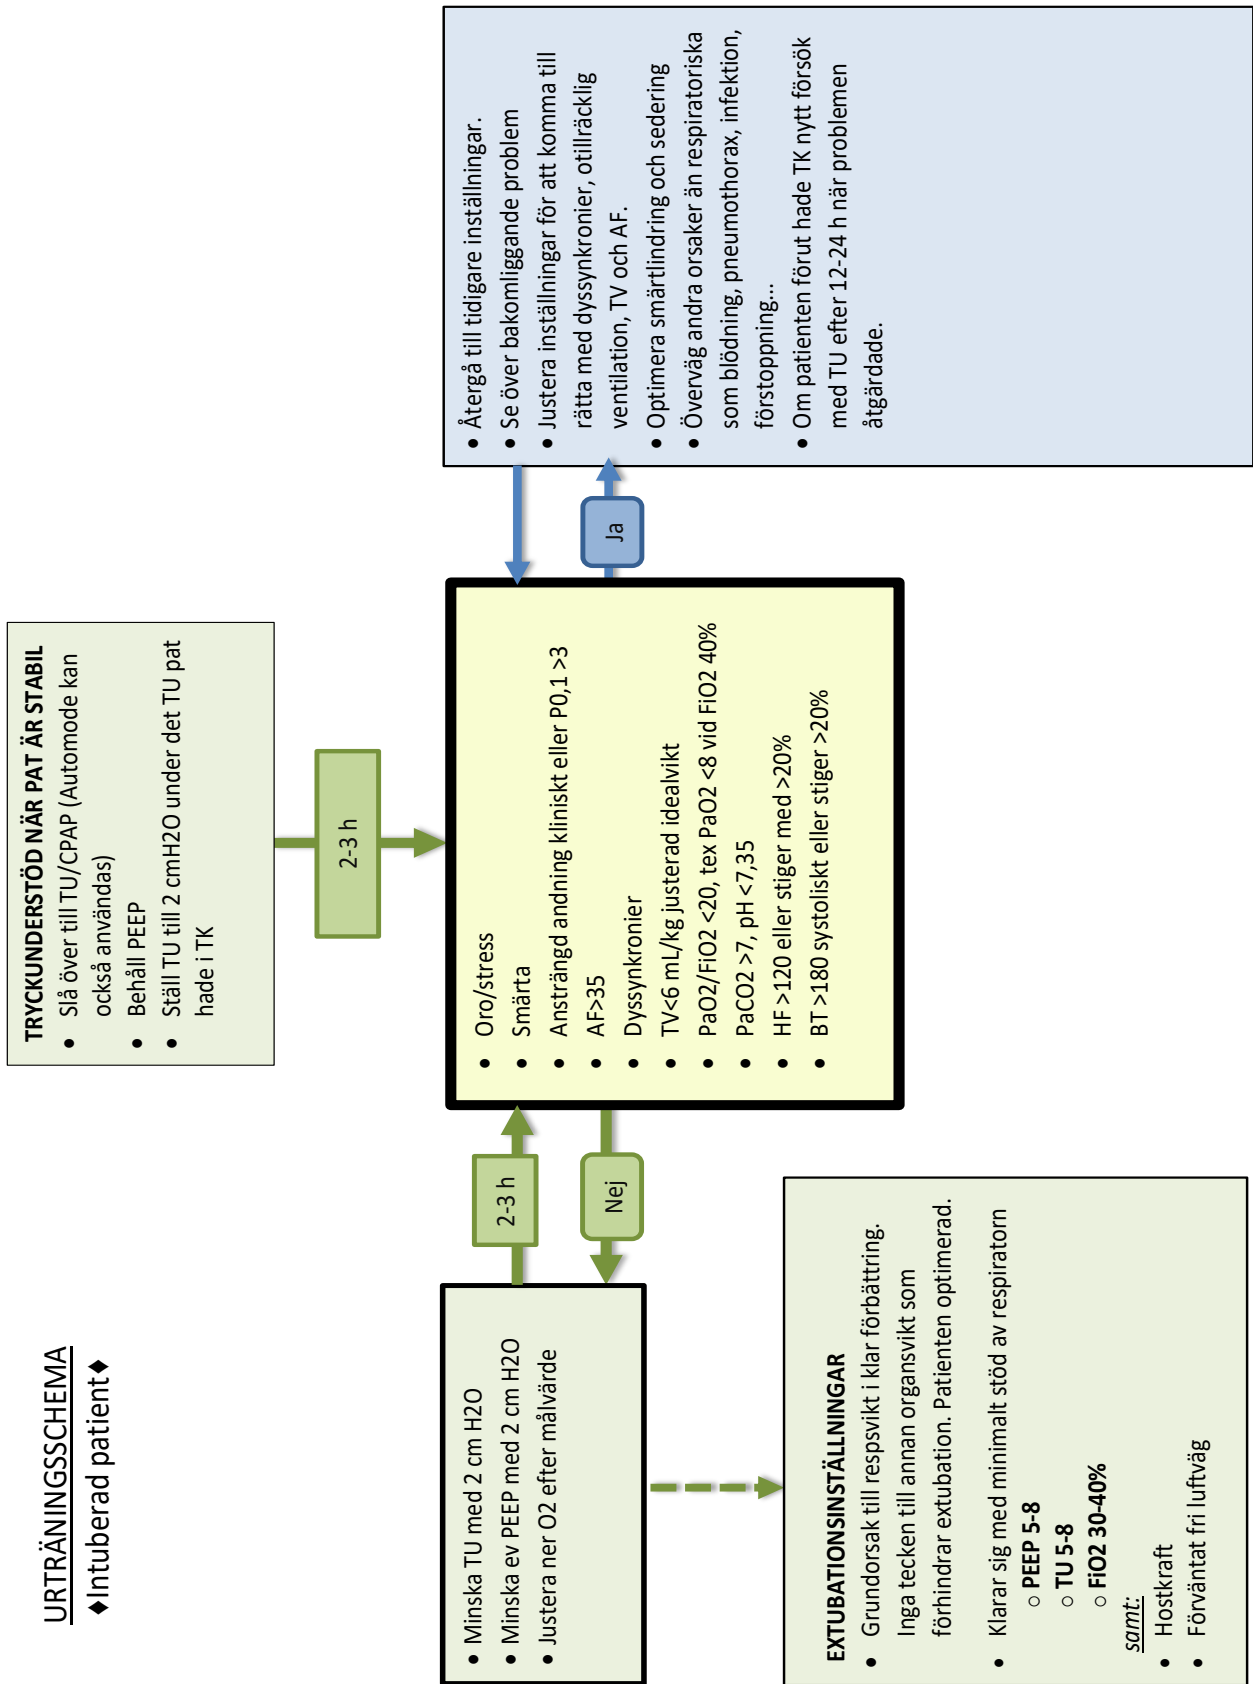 URTRÄNINGSSCHEMA
♦Intuberad patient♦
TRYCKUNDERSTÖD NÄR PAT ÄR STABIL
• Slå över till TU/CPAP (Automode kan
också användas)
• Behåll PEEP
• Ställ TU till 2 cmH2O under det TU pat
hade i TK
2-3 h
• Minska TU med 2 cm H2O
• Minska ev PEEP med 2 cm H2O
• Justera ner O2 efter målvärde
2-3 h
Nej
• Oro/stress
• Smärta
• Ansträngd andning kliniskt eller P0,1 >3
• AF>35
• Dyssynkronier
• TV<6 mL/kg justerad idealvikt
• PaO2/FiO2 <20, tex PaO2 <8 vid FiO2 40%
• PaCO2 >7, pH <7,35
• HF >120 eller stiger med >20%
• BT >180 systoliskt eller stiger >20%
Ja
• Återgå till tidigare inställningar.
• Se över bakomliggande problem
• Justera inställningar för att komma till
rätta med dyssynkronier, otillräcklig
ventilation, TV och AF.
• Optimera smärtlindring och sedering
• Överväg andra orsaker än respiratoriska
som blödning, pneumothorax, infektion,
förstoppning...
• Om patienten förut hade TK nytt försök
med TU efter 12-24 h när problemen
åtgärdade.
EXTUBATIONSINSTÄLLNINGAR
• Grundorsak till respsvikt i klar förbättring.
Inga tecken till annan organsvikt som
förhindrar extubation. Patienten optimerad.
• Klarar sig med minimalt stöd av respiratorn
○ PEEP 5-8
○ TU 5-8
○ FiO2 30-40%
samt:
• Hostkraft
• Förväntat fri luftväg